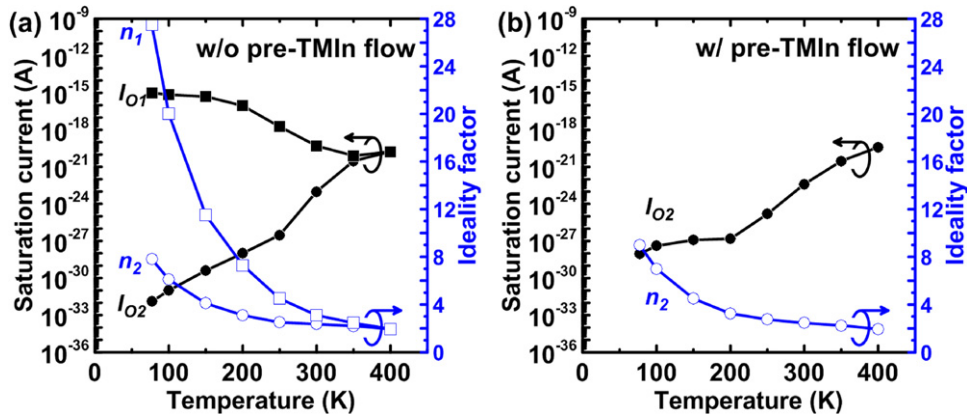 (a)
w/o pre-TMIn flow
Saturation current (A)
10⁻⁹
10⁻¹²
10⁻¹⁵
10⁻¹⁸
10⁻²¹
10⁻²⁴
10⁻²⁷
10⁻³⁰
10⁻³³
10⁻³⁶
n₁
I_O1
n₂
I_O2
28
24
20
16
12
8
4
0
Ideality factor
0 100 200 300 400
Temperature (K)
(b)
w/ pre-TMIn flow
Saturation current (A)
10⁻⁹
10⁻¹²
10⁻¹⁵
10⁻¹⁸
10⁻²¹
10⁻²⁴
10⁻²⁷
10⁻³⁰
10⁻³³
10⁻³⁶
I_O2
n₂
28
24
20
16
12
8
4
0
Ideality factor
0 100 200 300 400
Temperature (K)